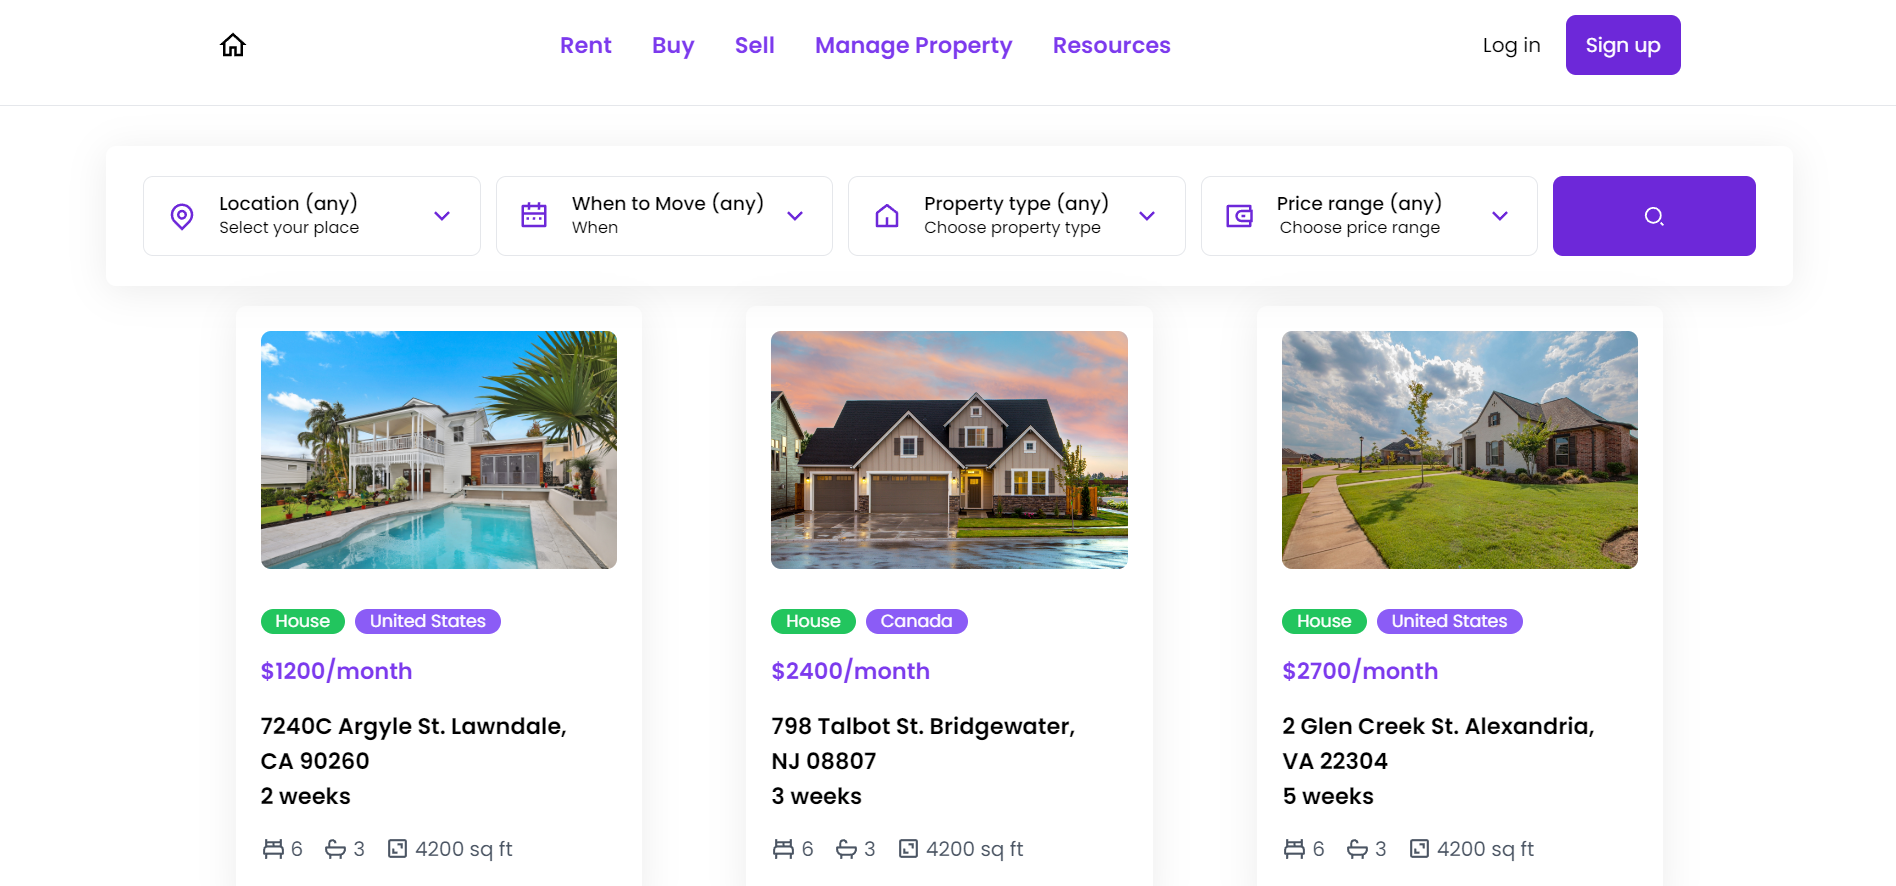 Rent Buy Sell Manage Property Resources Log in Sign up
Location (any) When to Move (any) Property type (any) Price range (any)
Select your place When Choose property type Choose price range
House United States
$1200/month
7240C Argyle St. Lawndale,
CA 90260
2 weeks
6 3 4200 sq ft
House Canada
$2400/month
798 Talbot St. Bridgewater,
NJ 08807
3 weeks
6 3 4200 sq ft
House United States
$2700/month
2 Glen Creek St. Alexandria,
VA 22304
5 weeks
6 3 4200 sq ft